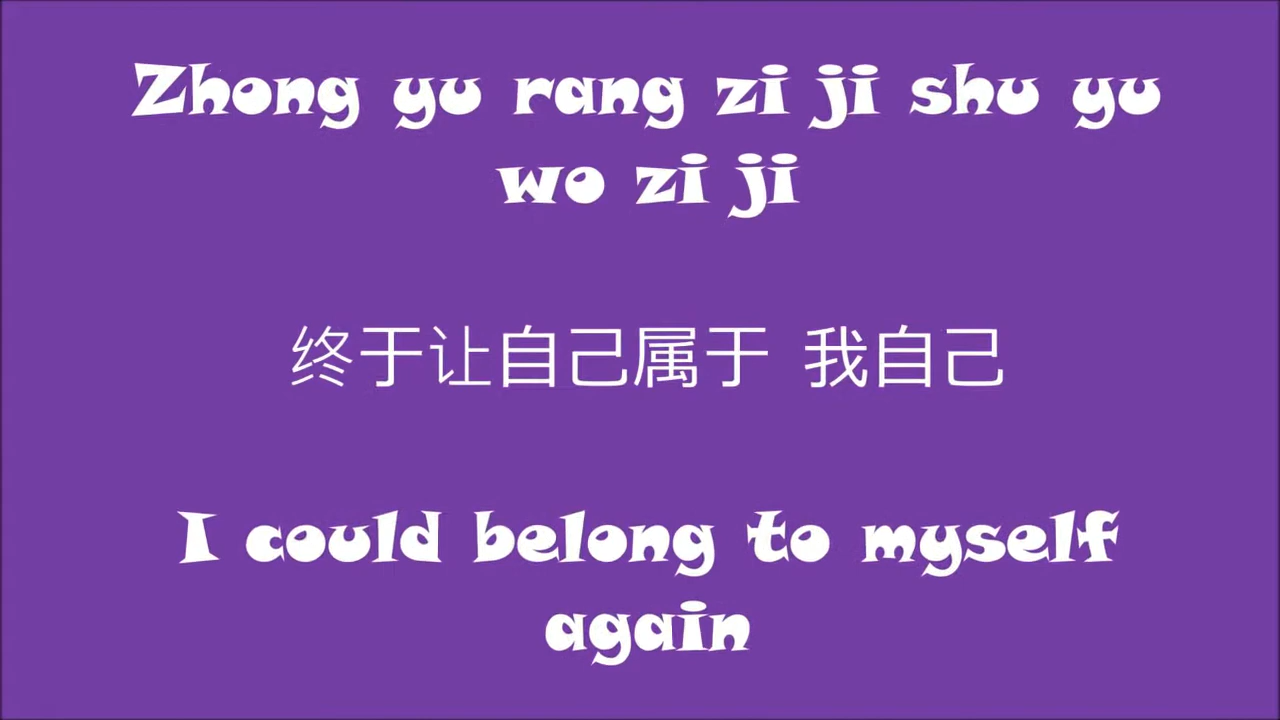 Zhong yu rang zi ji shu yu
wo zi ji
终于让自己属于 我自己
I could belong to myself
again